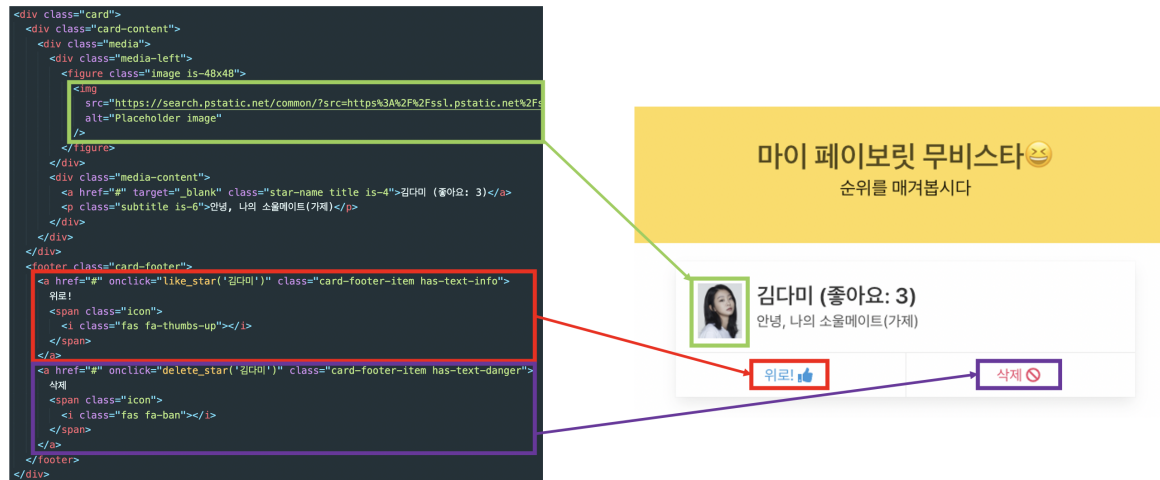 <div class="card">
<div class="card-content">
<div class="media">
<div class="media-left">
<figure class="image is-48x48">
<img
src="https://search.pstatic.net/common/?src=https%3A%2F%2Fssl.pstatic.net%2Fs
alt="Placeholder image"
/>
</figure>
</div>
<div class="media-content">
<a href="#" target="_blank" class="star-name title is-4">김다미 (좋아요: 3)</a>
<p class="subtitle is-6">안녕, 나의 소울메이트(가제)</p>
</div>
</div>
</div>
<footer class="card-footer">
<a href="#" onclick="like_star('김다미')" class="card-footer-item has-text-info">
위로!
<span class="icon">
<i class="fas fa-thumbs-up"></i>
</span>
</a>
<a href="#" onclick="delete_star('김다미')" class="card-footer-item has-text-danger">
삭제
<span class="icon">
<i class="fas fa-ban"></i>
</span>
</a>
</footer>
</div>
마이 페이보릿 무비스타😆
순위를 매겨봅시다
김다미 (좋아요: 3)
안녕, 나의 소울메이트(가제)
위로!
삭제